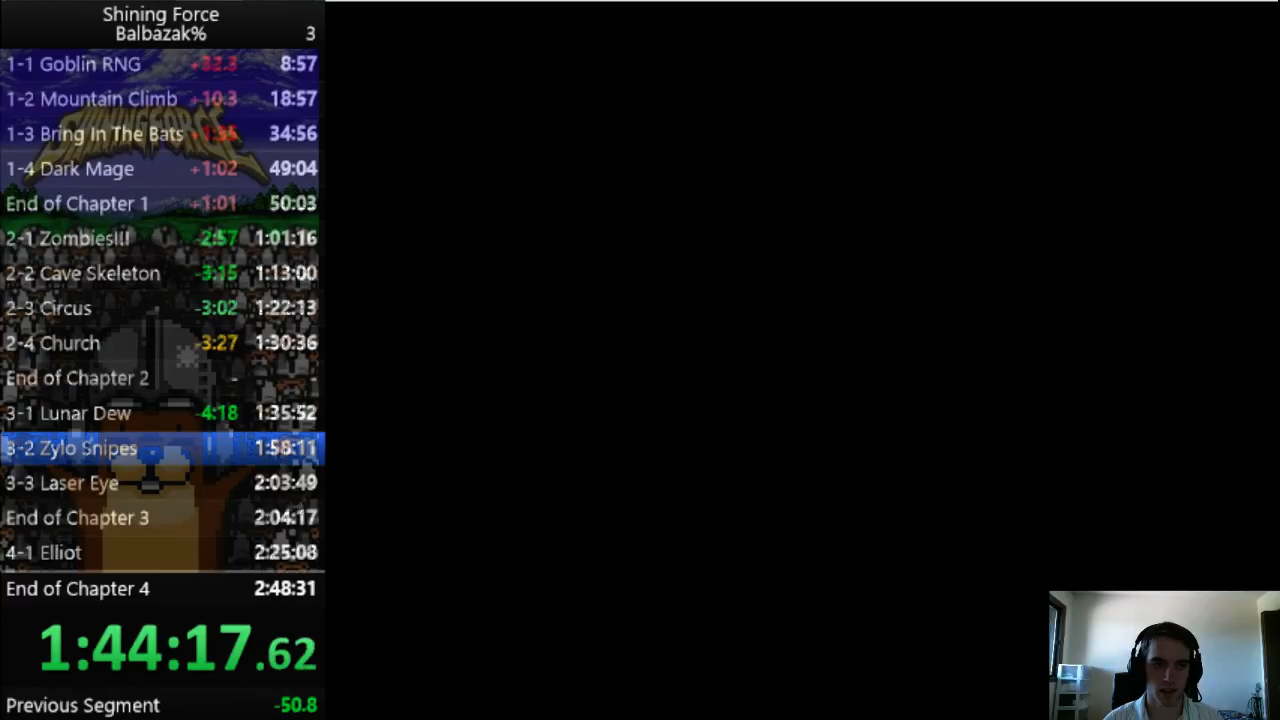 Shining Force
Balbazak% 3
1-1 Goblin RNG +32.3 8:57
1-2 Mountain Climb +10.3 18:57
1-3 Bring In The Bats +1:35 34:56
1-4 Dark Mage +1:02 49:04
End of Chapter 1 +1:01 50:03
2-1 Zombies!!! -2:57 1:01:16
2-2 Cave Skeleton -3:15 1:13:00
2-3 Circus -3:02 1:22:13
2-4 Church -3:27 1:30:36
End of Chapter 2 - -
3-1 Lunar Dew -4:18 1:35:52
3-2 Zylo Snipes 1:58:11
3-3 Laser Eye 2:03:49
End of Chapter 3 2:04:17
4-1 Elliot 2:25:08
End of Chapter 4 2:48:31
1:44:17.62
Previous Segment -50.8